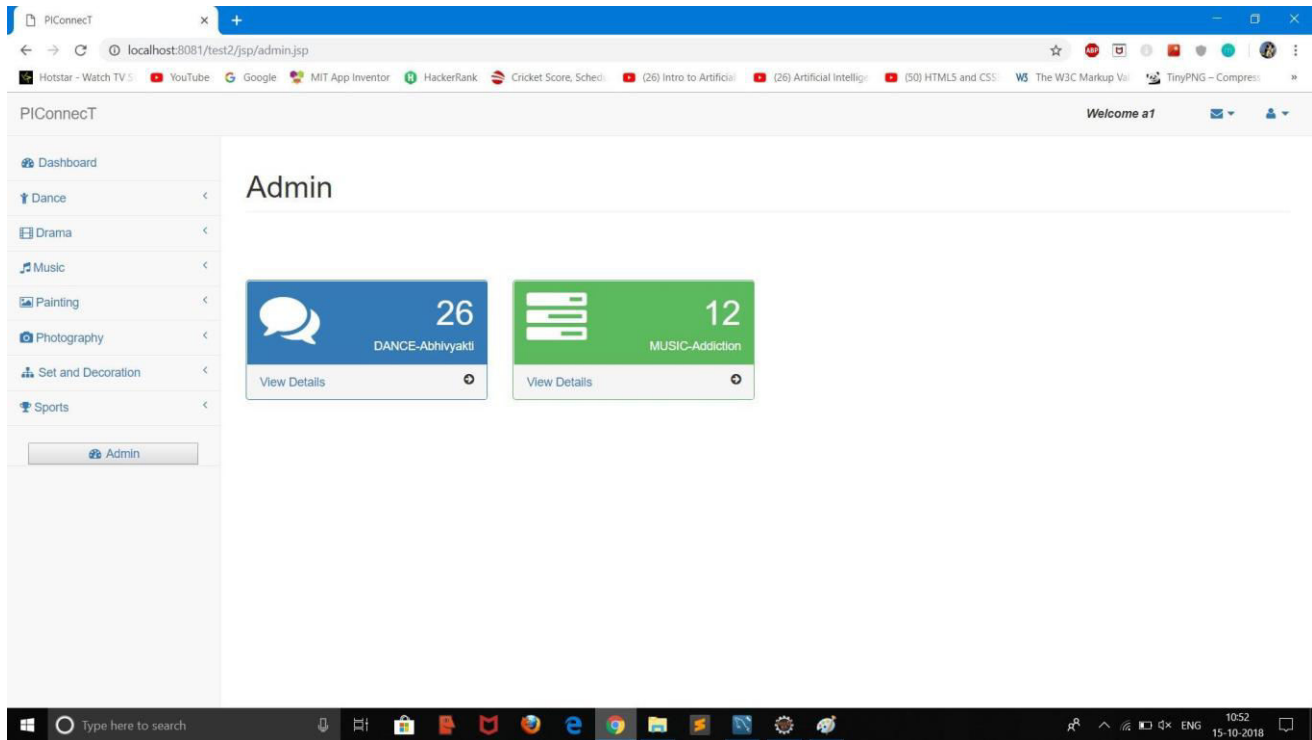 PIConnecT
localhost:8081/test2/jsp/admin.jsp
ABP
Hotstar - Watch TV S YouTube Google MIT App Inventor HackerRank Cricket Score, Sched (26) Intro to Artificial (26) Artificial Intellige (50) HTML5 and CSS W3 The W3C Markup Val TinyPNG – Compress »
PIConnecT Welcome a1
Dashboard
Admin
Dance
Drama
Music
Painting
Photography
Set and Decoration
Sports
Admin
26
DANCE-Abhivyakti
View Details
12
MUSIC-Addiction
View Details
Type here to search
ENG
10:52
15-10-2018